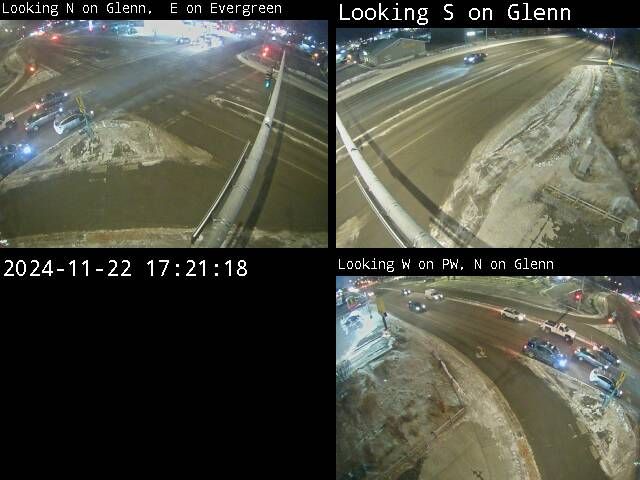 Looking N on Glenn,  E on Evergreen
Looking S on Glenn
2024-11-22 17:21:18
Looking W on PW, N on Glenn